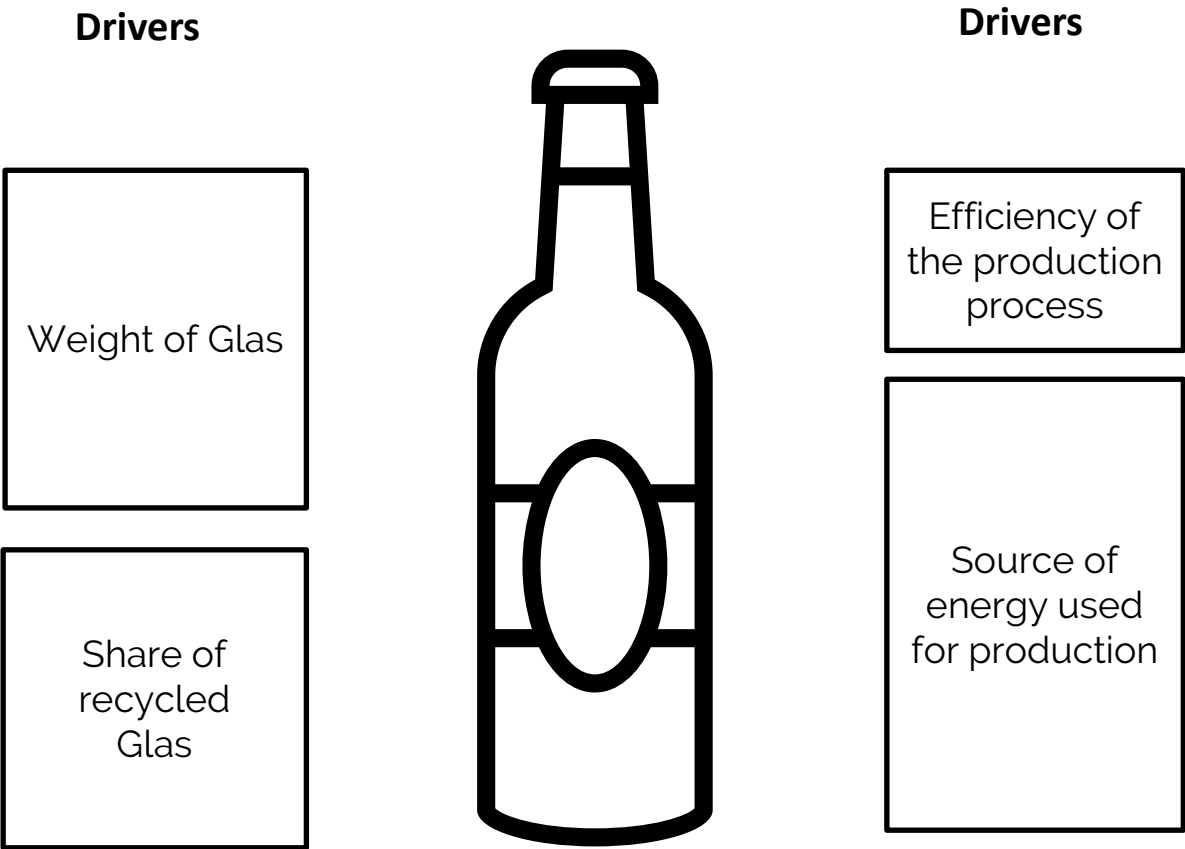 Drivers
Weight of Glas
Share of
recycled
Glas
Drivers
Efficiency of
the production
process
Source of
energy used
for production